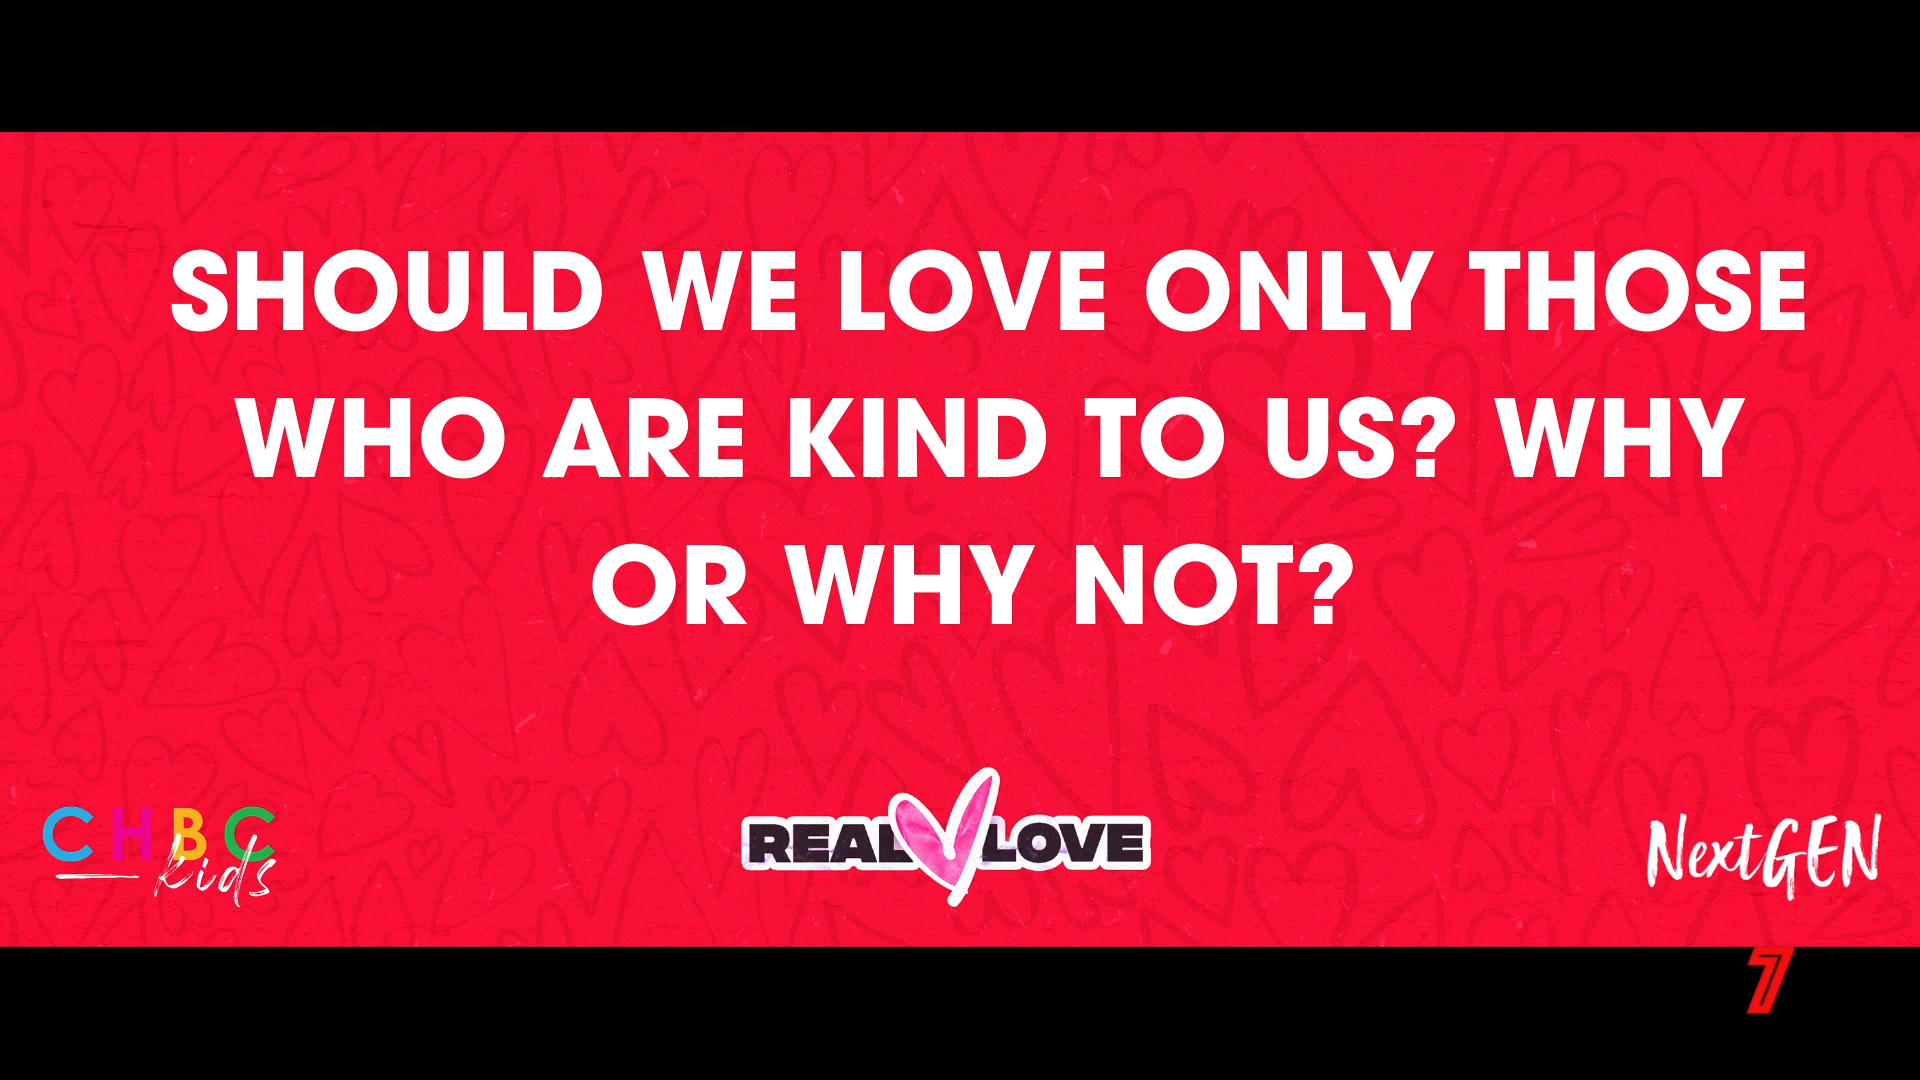 SHOULD WE LOVE ONLY THOSE
WHO ARE KIND TO US? WHY
OR WHY NOT?
CHBC
kids
REAL LOVE
NextGEN
7